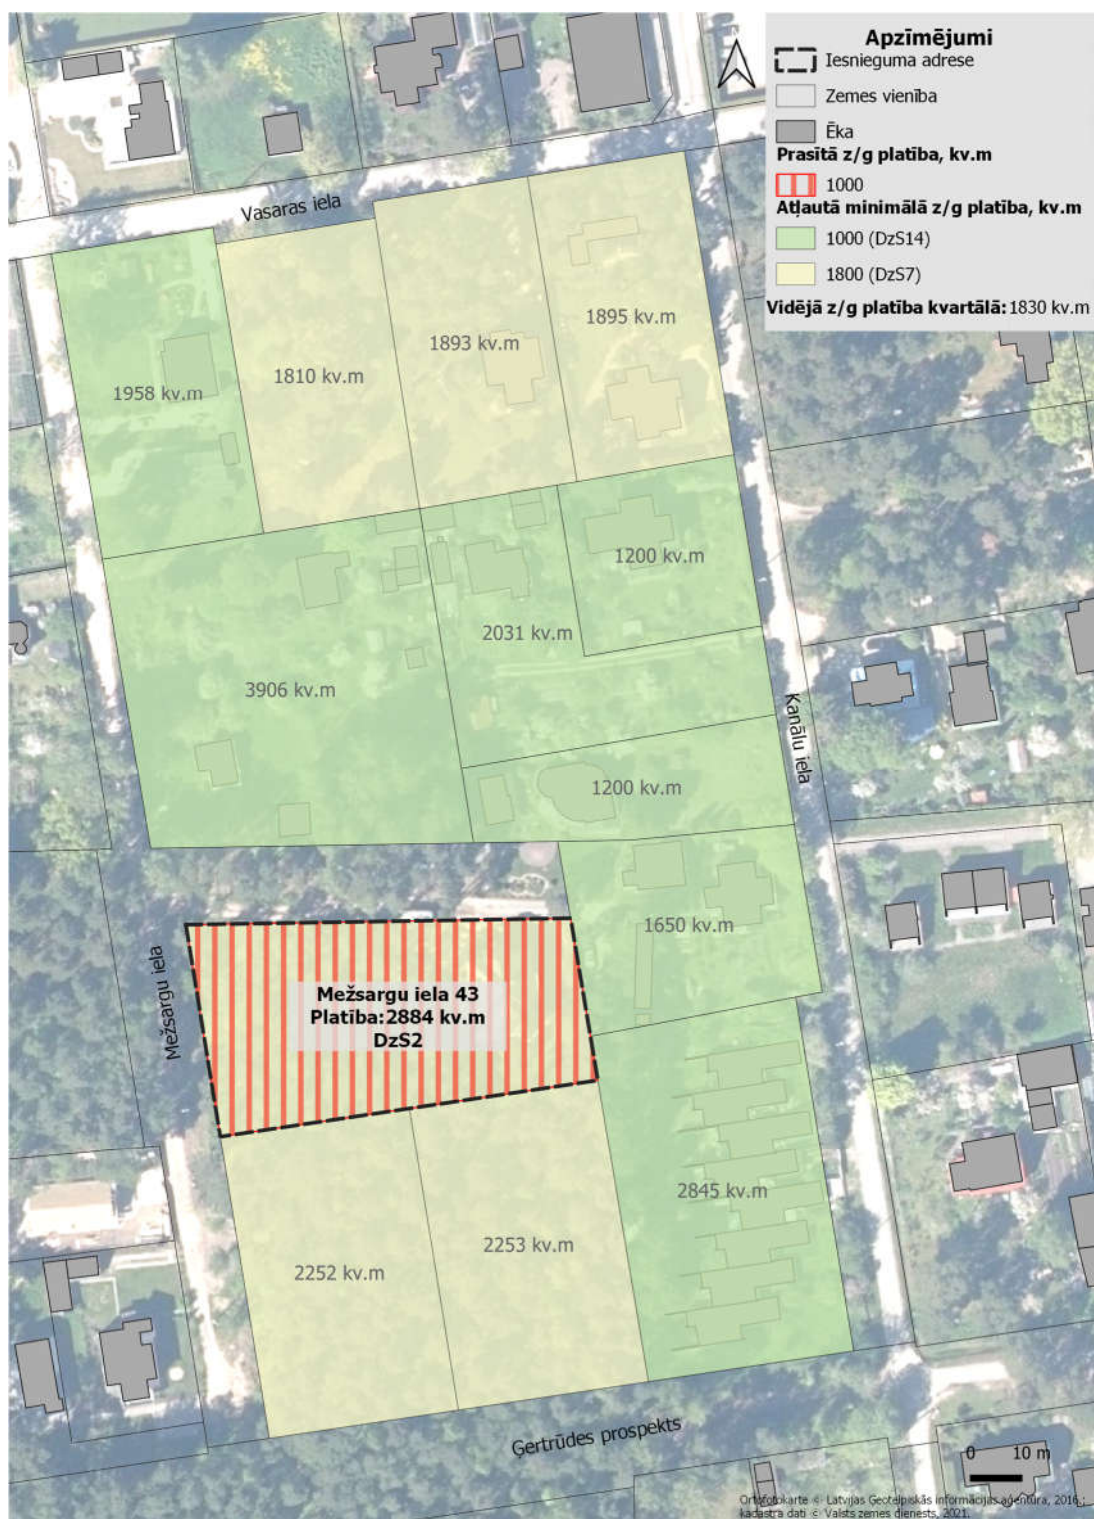 Apzīmējumi
Iesnieguma adrese
Zemes vienība
Ēka
Prasītā z/g platība, kv.m
1000
Atļautā minimālā z/g platība, kv.m
1000 (DzS14)
1800 (DzS7)
Vidējā z/g platība kvartālā: 1830 kv.m
Vasaras iela
1895 kv.m
1893 kv.m
1810 kv.m
1958 kv.m
1200 kv.m
2031 kv.m
3906 kv.m
Kanālu iela
1200 kv.m
1650 kv.m
Mežsargu iela
Mežsargu iela 43
Platība:2884 kv.m
DzS2
2845 kv.m
2253 kv.m
2252 kv.m
Ģertrūdes prospekts
0 10 m
Ortofotokarte © Latvijas Ģeotelpiskās informācijas aģentūra, 2016.;
kadastra dati © Valsts zemes dienests, 2021.